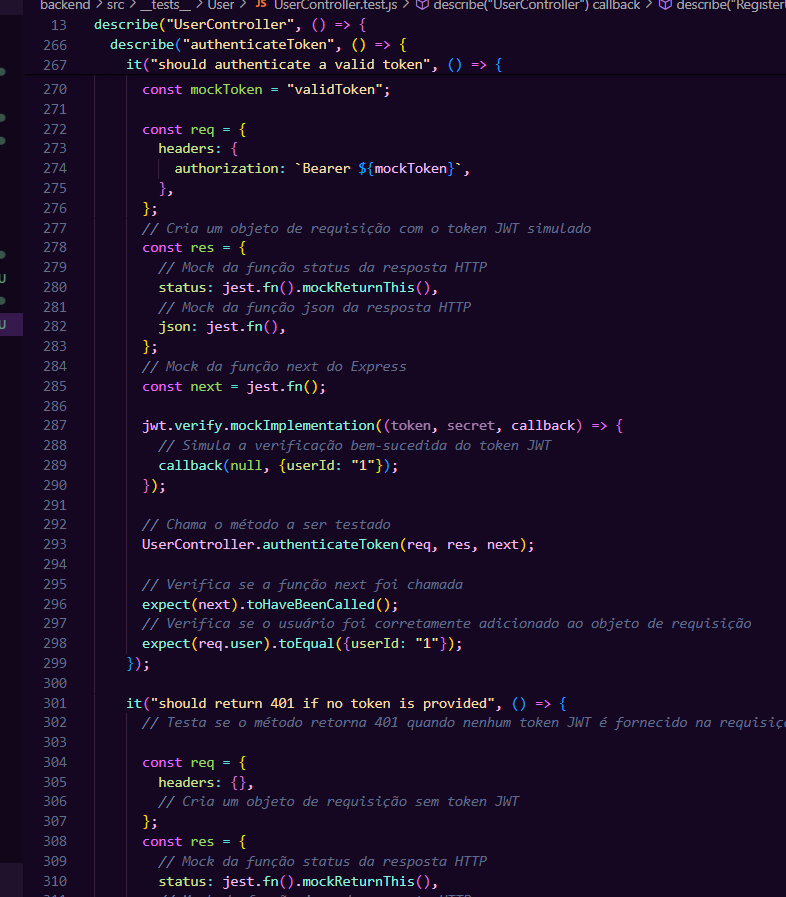 backend > src > __tests__ > User > JS UserController.test.js > describe("UserController") callback > describe("Register
13 describe("UserController", () => {
266 describe("authenticateToken", () => {
267 it("should authenticate a valid token", () => {
270 const mockToken = "validToken";
271
272 const req = {
273 headers: {
274 authorization: `Bearer ${mockToken}`,
275 },
276 };
277 // Cria um objeto de requisição com o token JWT simulado
278 const res = {
279 // Mock da função status da resposta HTTP
280 status: jest.fn().mockReturnThis(),
281 // Mock da função json da resposta HTTP
282 json: jest.fn(),
283 };
284 // Mock da função next do Express
285 const next = jest.fn();
286
287 jwt.verify.mockImplementation((token, secret, callback) => {
288 // Simula a verificação bem-sucedida do token JWT
289 callback(null, {userId: "1"});
290 });
291
292 // Chama o método a ser testado
293 UserController.authenticateToken(req, res, next);
294
295 // Verifica se a função next foi chamada
296 expect(next).toHaveBeenCalled();
297 // Verifica se o usuário foi corretamente adicionado ao objeto de requisição
298 expect(req.user).toEqual({userId: "1"});
299 });
300
301 it("should return 401 if no token is provided", () => {
302 // Testa se o método retorna 401 quando nenhum token JWT é fornecido na requisiç
303
304 const req = {
305 headers: {},
306 // Cria um objeto de requisição sem token JWT
307 };
308 const res = {
309 // Mock da função status da resposta HTTP
310 status: jest.fn().mockReturnThis(),
U
U